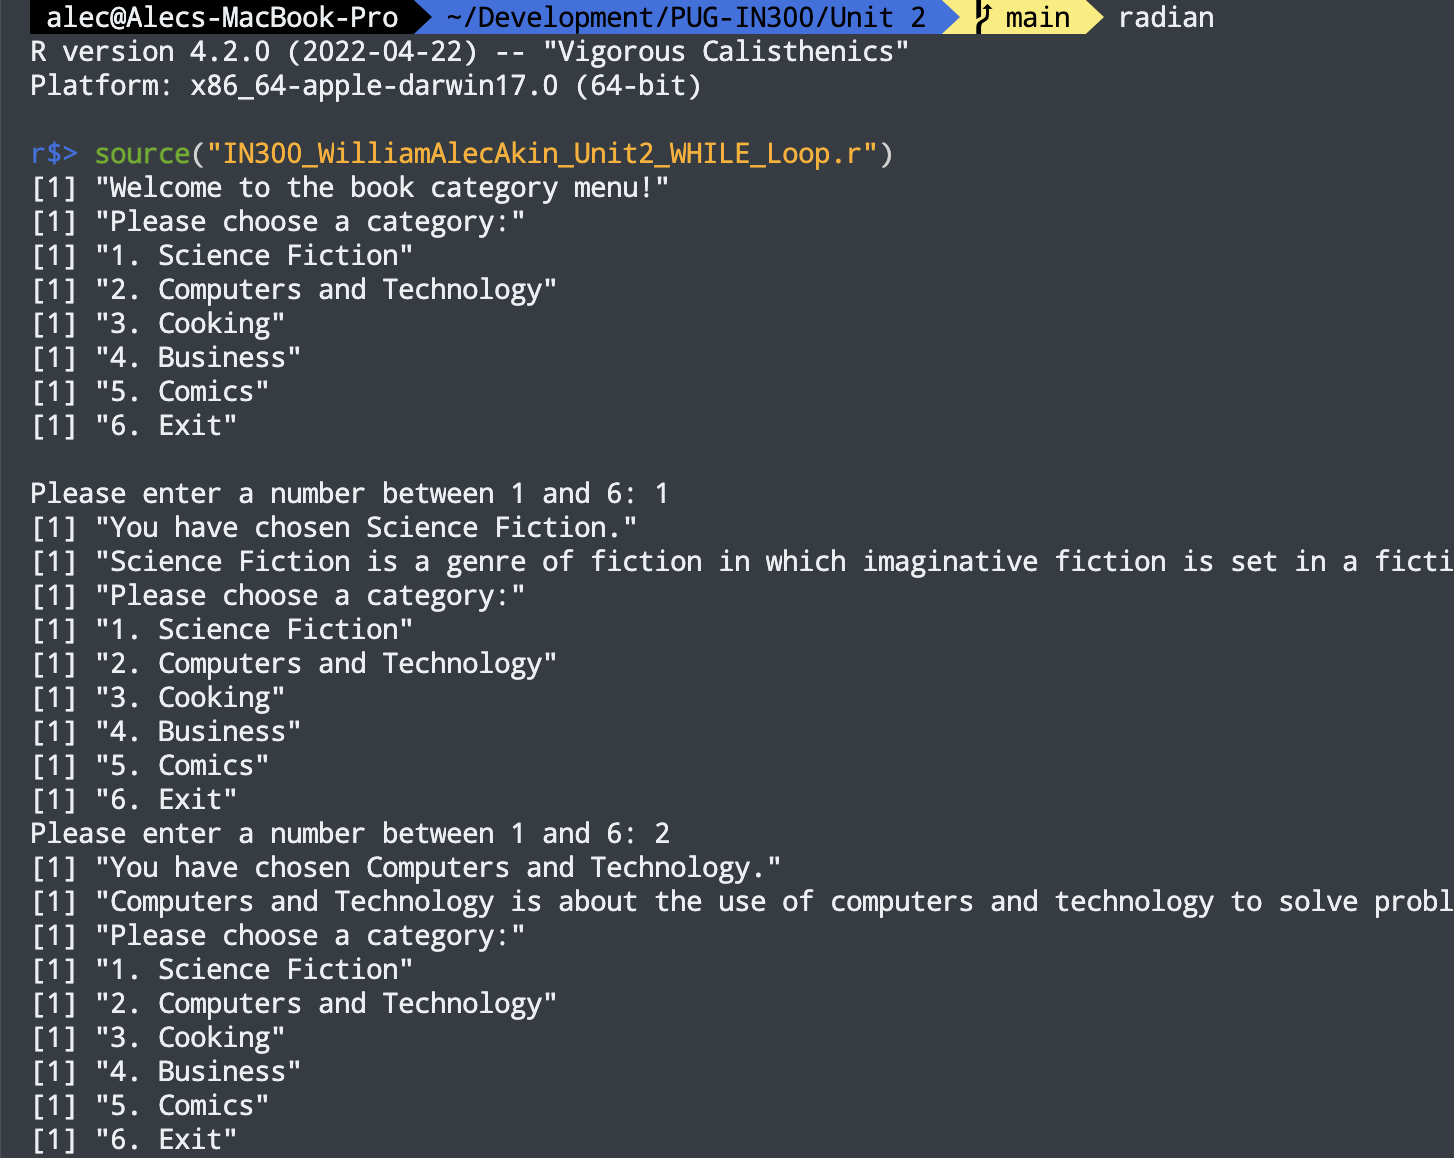 alec@Alecs-MacBook-Pro ~/Development/PUG-IN300/Unit 2 main radian
R version 4.2.0 (2022-04-22) -- "Vigorous Calisthenics"
Platform: x86_64-apple-darwin17.0 (64-bit)
r$> source("IN300_WilliamAlecAkin_Unit2_WHILE_Loop.r")
[1] "Welcome to the book category menu!"
[1] "Please choose a category:"
[1] "1. Science Fiction"
[1] "2. Computers and Technology"
[1] "3. Cooking"
[1] "4. Business"
[1] "5. Comics"
[1] "6. Exit"
Please enter a number between 1 and 6: 1
[1] "You have chosen Science Fiction."
[1] "Science Fiction is a genre of fiction in which imaginative fiction is set in a ficti
[1] "Please choose a category:"
[1] "1. Science Fiction"
[1] "2. Computers and Technology"
[1] "3. Cooking"
[1] "4. Business"
[1] "5. Comics"
[1] "6. Exit"
Please enter a number between 1 and 6: 2
[1] "You have chosen Computers and Technology."
[1] "Computers and Technology is about the use of computers and technology to solve probl
[1] "Please choose a category:"
[1] "1. Science Fiction"
[1] "2. Computers and Technology"
[1] "3. Cooking"
[1] "4. Business"
[1] "5. Comics"
[1] "6. Exit"